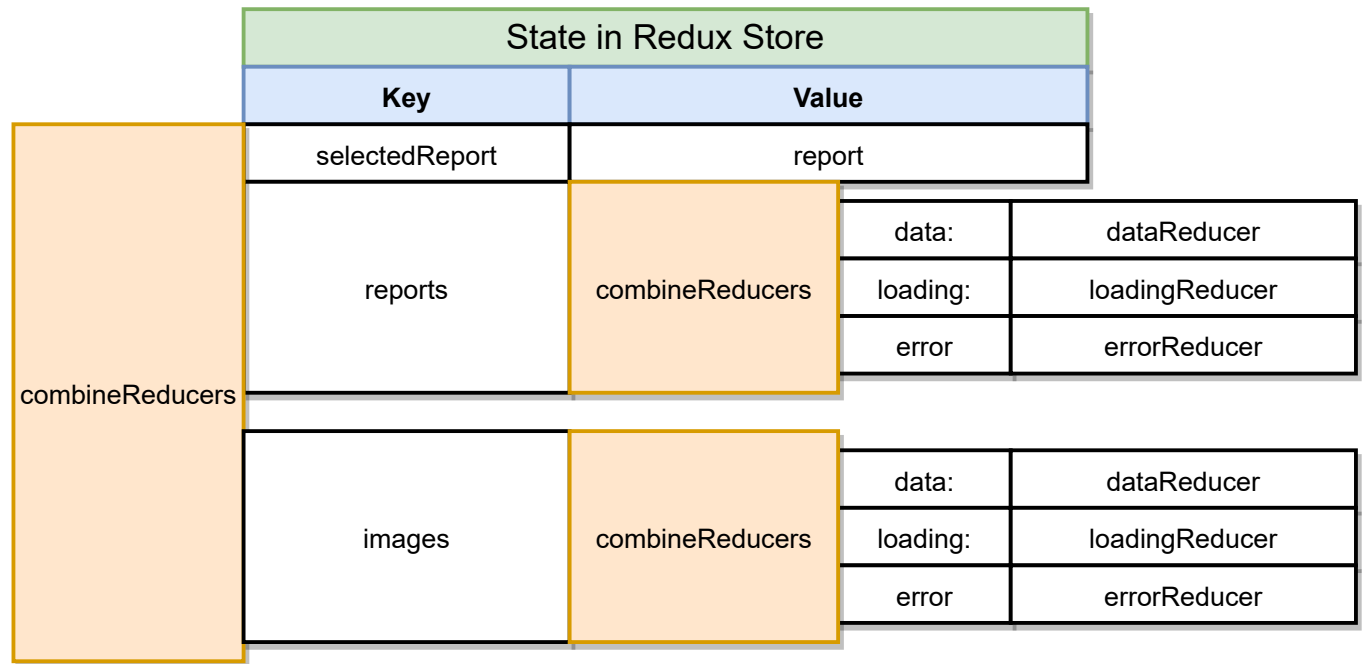 State in Redux Store
Key Value
selectedReport report
combineReducers
reports combineReducers
data: dataReducer
loading: loadingReducer
error errorReducer
images combineReducers
data: dataReducer
loading: loadingReducer
error errorReducer